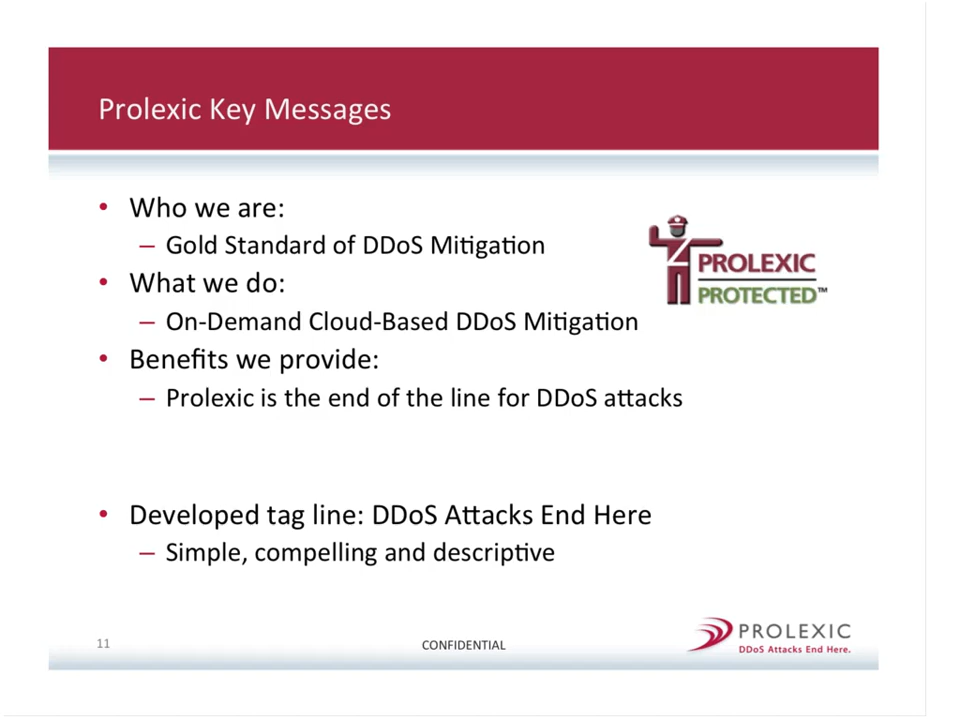 Prolexic Key Messages
• Who we are:
– Gold Standard of DDoS Mitigation
• What we do:
– On-Demand Cloud-Based DDoS Mitigation
• Benefits we provide:
– Prolexic is the end of the line for DDoS attacks
PROLEXIC
PROTECTED™
• Developed tag line: DDoS Attacks End Here
– Simple, compelling and descriptive
11
CONFIDENTIAL
PROLEXIC
DDoS Attacks End Here.